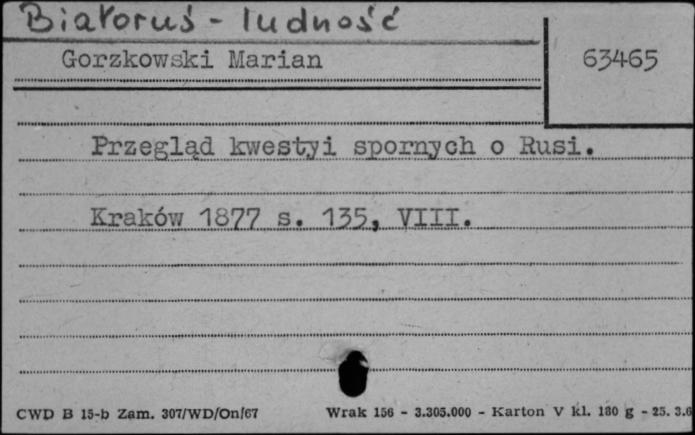 Białoruś - ludność
Gorzkowski Marian
63465
Przegląd kwestyi spornych o Rusi.
Kraków 1877 s. 135, VIII.
CWD B 15-b Zam. 307/WD/On/67 Wrak 156 - 3.305.000 - Karton V kl. 180 g - 25. 3.6